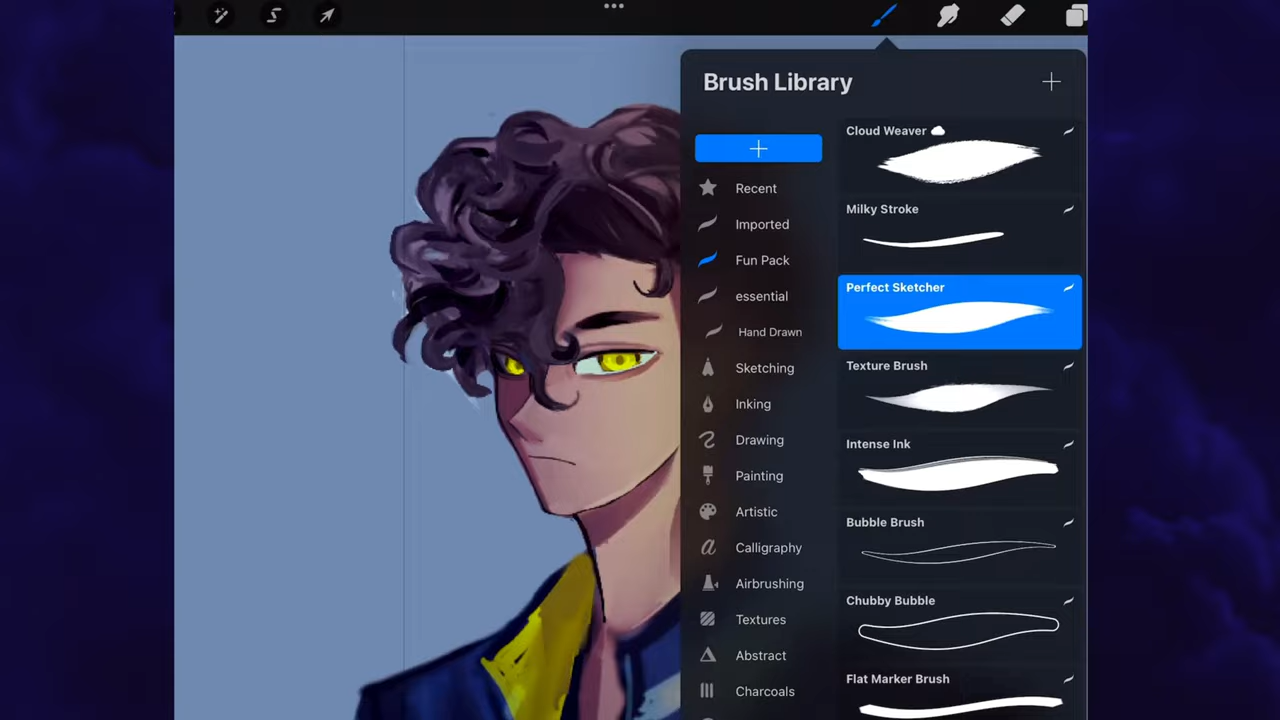 Brush Library
Recent
Imported
Fun Pack
essential
Hand Drawn
Sketching
Inking
Drawing
Painting
Artistic
Calligraphy
Airbrushing
Textures
Abstract
Charcoals
Cloud Weaver
Milky Stroke
Perfect Sketcher
Texture Brush
Intense Ink
Bubble Brush
Chubby Bubble
Flat Marker Brush